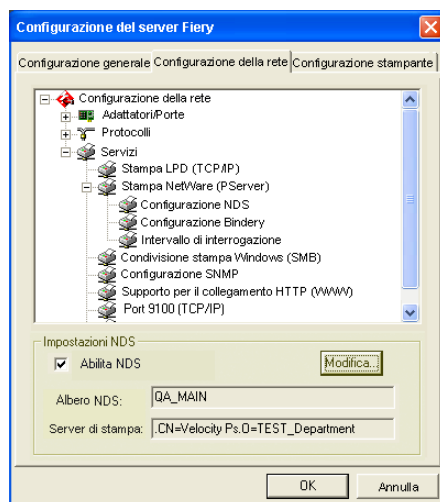 Configurazione del server Fiery
Configurazione generale Configurazione della rete Configurazione stampante
Configurazione della rete
Adattatori/Porte
Protocolli
Servizi
Stampa LPD (TCP/IP)
Stampa NetWare (PServer)
Configurazione NDS
Configurazione Bindery
Intervallo di interrogazione
Condivisione stampa Windows (SMB)
Configurazione SNMP
Supporto per il collegamento HTTP (WWW)
Port 9100 (TCP/IP)
Impostazioni NDS
Abilita NDS Modifica...
Albero NDS: QA_MAIN
Server di stampa: .CN=Velocity Ps.O=TEST_Department
OK Annulla